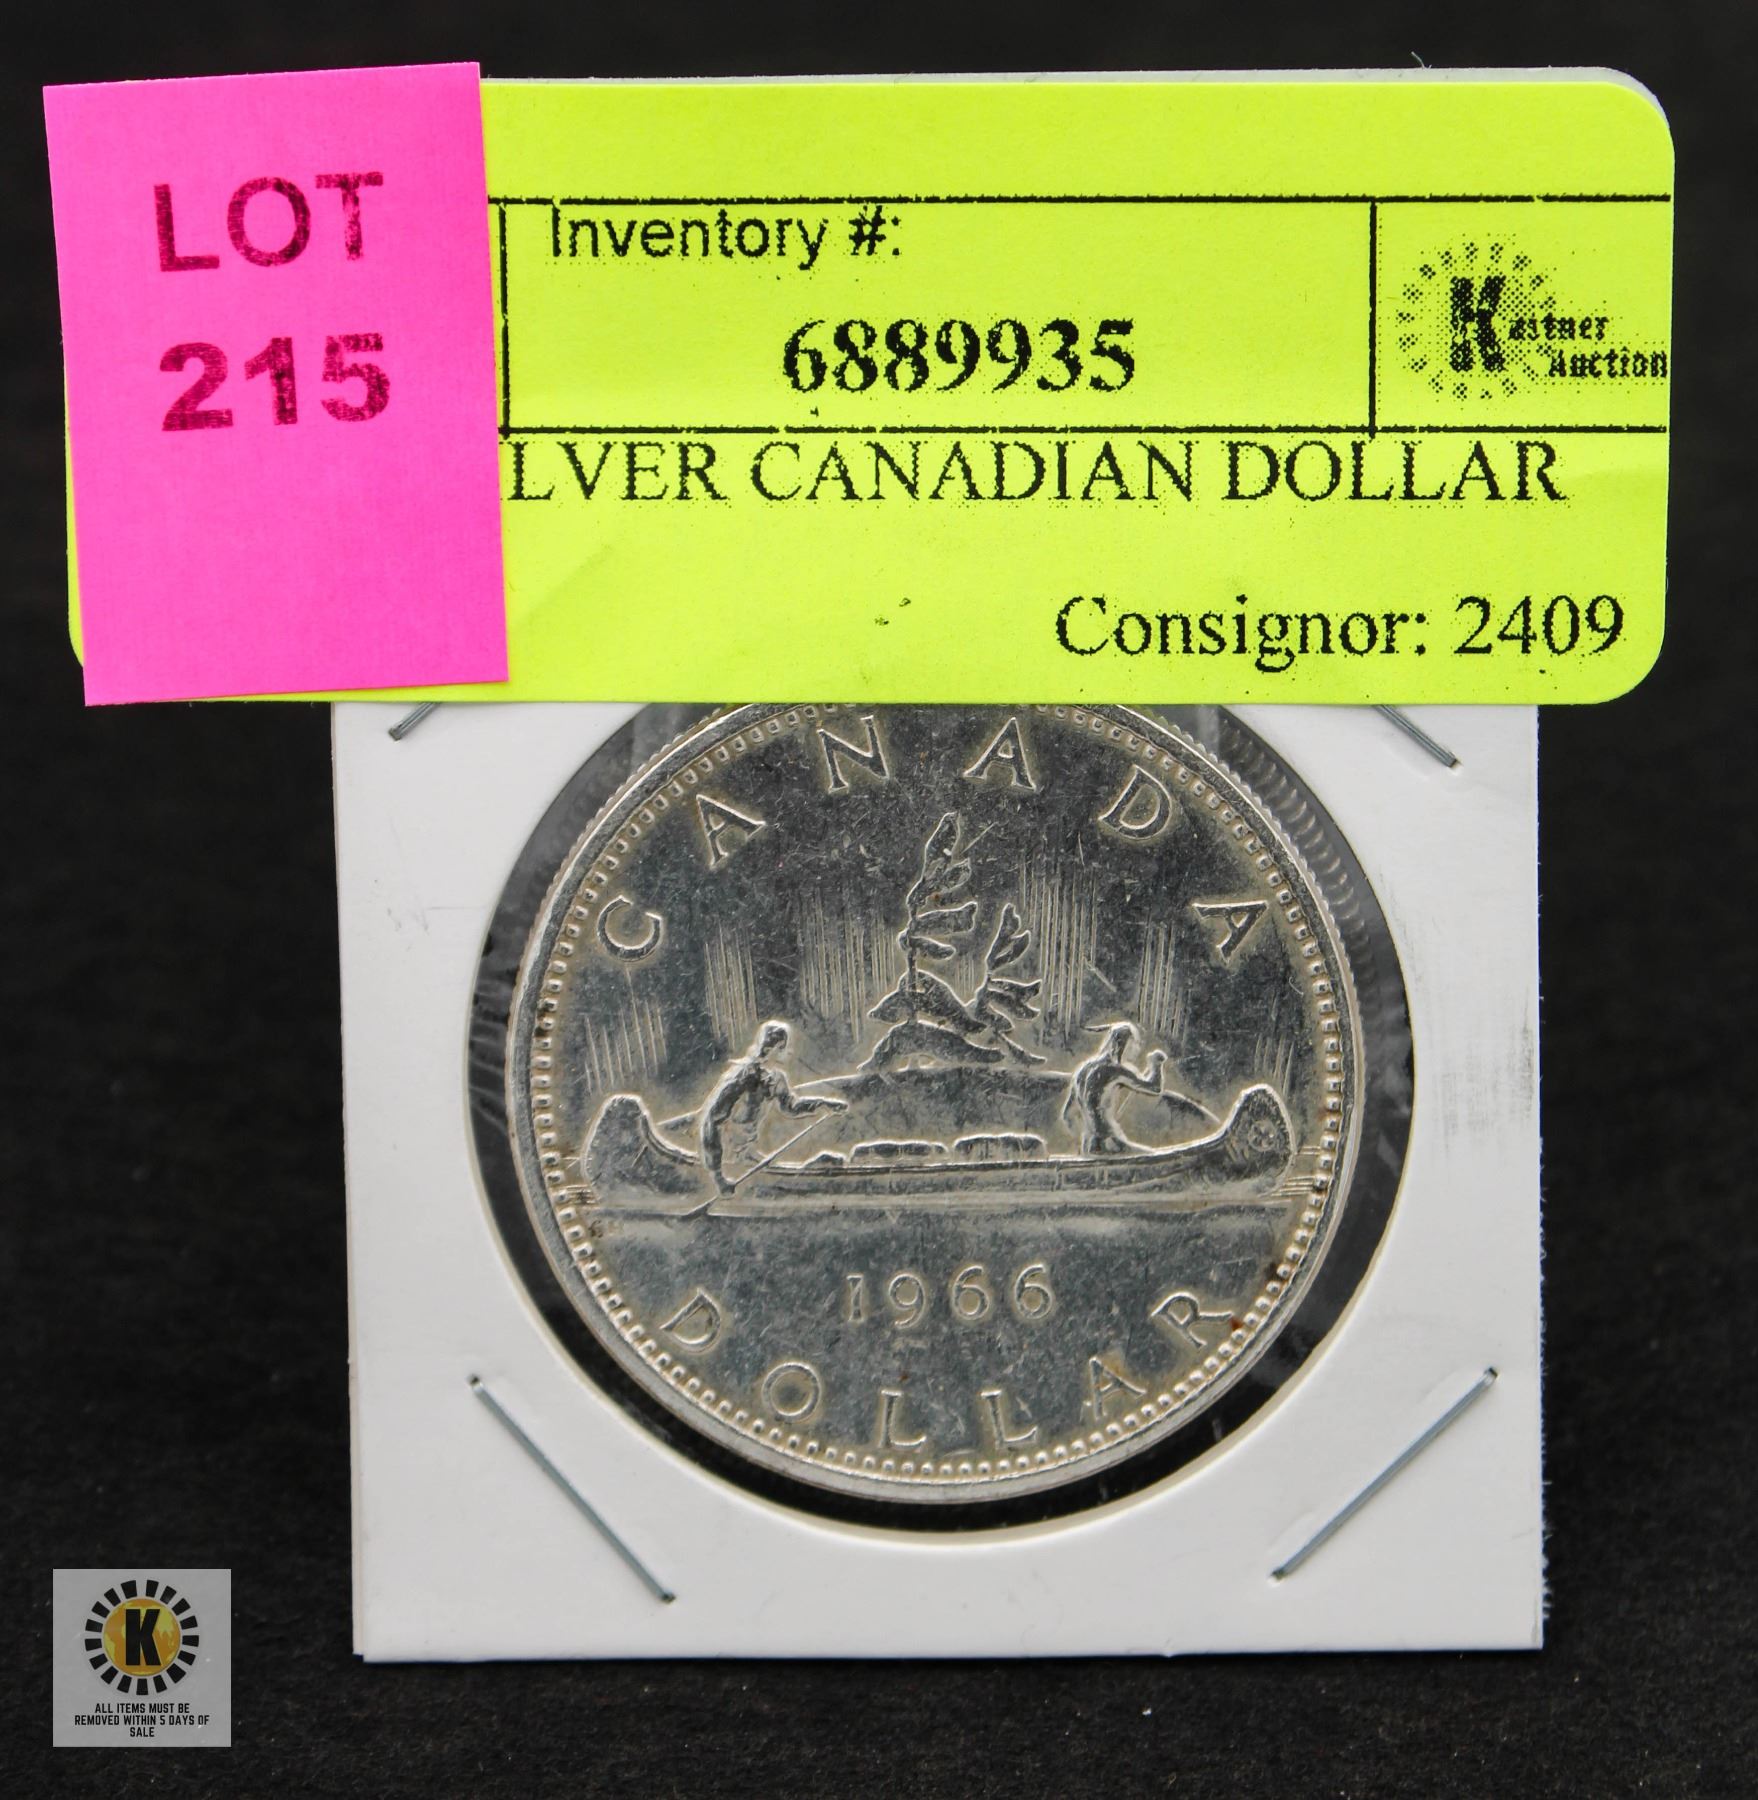 LOT
215
Inventory #:
6889935
Kastner
Auction
LVER CANADIAN DOLLAR
Consignor: 2409
CANADA
1966
DOLLAR
K
ALL ITEMS MUST BE
REMOVED WITHIN 5 DAYS OF
SALE